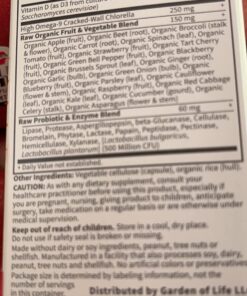 Vitamin D (as D3 from cultured
Saccharomyces cerevisiae)
High Omega-9 Cracked-Wall Chlorella 250 mg *
Raw Organic Fruit & Vegetable Blend 150 mg *
Organic Apple (fruit), Organic Beet (root), Organic Broccoli (stalk
& flower), Organic Carrot (root), Organic Spinach (leaf), Organic
Tomato (fruit), Organic Strawberry (fruit), Organic Tart Cherry
(fruit), Organic Green Bell Pepper (fruit), Organic Blackberry
(fruit), Organic Brussels Sprout (leaf), Organic Ginger (root),
Organic Garlic (bulb), Organic Green Onion (bulb), Organic
Blueberry (fruit), Organic Parsley (leaf), Organic Cauliflower
(flower & stem), Organic Raspberry (fruit), Organic Red Cabbage
(leaf), Organic Kale (leaf), Organic Cucumber (gourd), Organic
Celery (stalk), Organic Asparagus (flower & stem)
Raw Probiotic & Enzyme Blend 60 mg *
Lipase, Protease, Aspergillopepsin, beta-Glucanase, Cellulase,
Bromelain, Phytase, Lactase, Papain, Peptidase, Pectinase,
Hemicellulase, Xylanase, [Lactobacillus bulgaricus,
Lactobacillus plantarum] (500 Million CFU)
* Daily Value not established.
Other Ingredients: Vegetable cellulose (capsule), organic rice (hull).
CAUTION: As with any dietary supplement, consult your
healthcare practitioner before using this product, especially if
you are pregnant, nursing, giving product to children, anticipate
surgery, take medication on a regular basis or are otherwise under
medical supervision.
Keep out of reach of children. Store in a cool, dry place.
Do not use if safety seal is broken or missing.
Made without dairy or soy ingredients, peanut, tree nuts or
shellfish. Manufactured in a facility that also processes soy, dairy,
peanut, tree nuts and shellfish. No artificial colors or preservatives.
Package size is determined by labeling information, not the
number of servings
in this container.
Distributed by Garden of Life LL